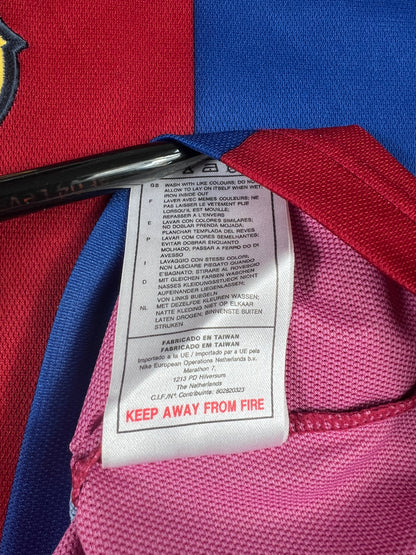 GB WASH WITH LIKE COLOURS; DO NOT
ALLOW TO LAY ON ITSELF WHEN WET
IRON INSIDE OUT
F LAVER AVEC MEMES COULEURS; NE
PAS LAISSER LE VETEMENT PLIE
LORSQU'IL EST MOUILLE;
REPASSER A L'ENVERS
E LAVAR CON COLORES SIMILARES;
NO DOBLAR PRENDA MOJADA,
PLANCHAR TEMPLADA DEL REVES
P LAVAR COM CORES SEMELHANTES;
EVITAR DOBRAR ENQUANTO
MOLHADO; PASSAR A FERRO DO
AVESSO
I LAVAGGIO CON STESSI COLORI;
NON LASCIARE PIEGATO QUANDO
E'BAGNATO; STIRARE AL ROVESCIO
D MIT GLEICHEN FARBEN WASCHEN
NASSES KLEIDUNGSSTUECK NICHT
AUFEINANDER LIEGENLASSEN;
VON LINKS BUEGELN
NL MET DEZELFDE KLEUREN WASSEN;
NATTE KLEDING NIET OP ELKAAR
LATEN DROGEN; BINNENSTE BUITEN
STRIJKEN
FABRICADO EN TAIWAN
FABRICADO EM TAIWAN
Importado a la UE / Importado par a UE pela
Nike European Operations Netherlands b.v.
Marathon 7,
1213 PD Hilversum
The Netherlands
C.I.F./Nº. Contribuinte: 802820323
KEEP AWAY FROM FIRE